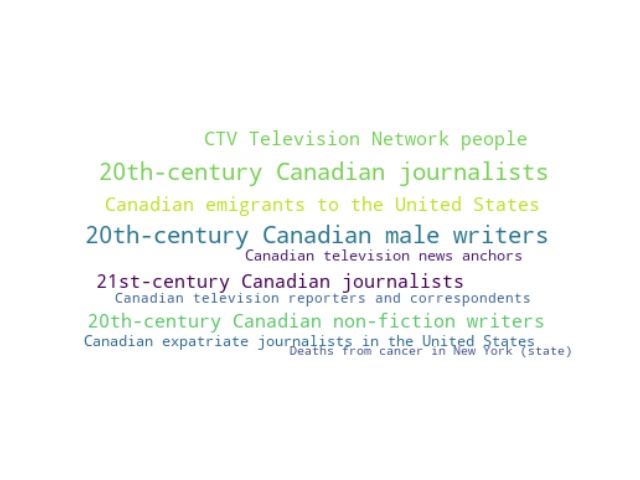 CTV Television Network people
20th-century Canadian journalists
Canadian emigrants to the United States
20th-century Canadian male writers
Canadian television news anchors
21st-century Canadian journalists
Canadian television reporters and correspondents
20th-century Canadian non-fiction writers
Canadian expatriate journalists in the United States
Deaths from cancer in New York (state)